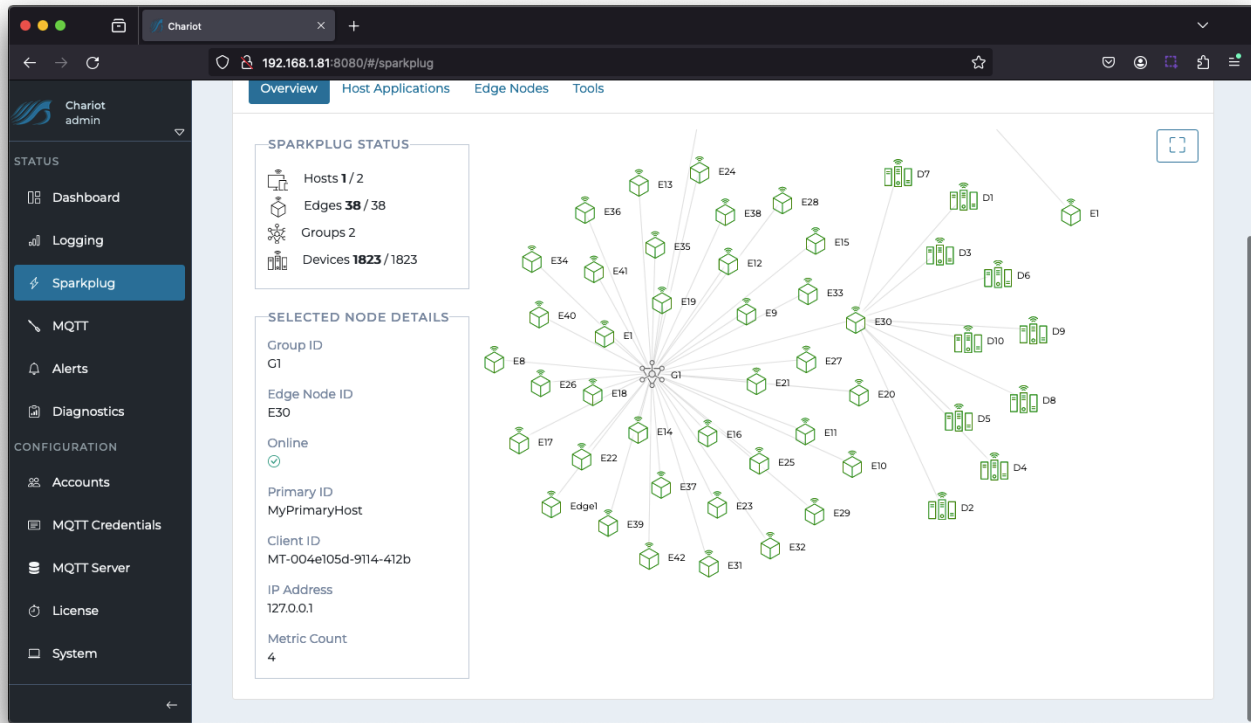 Chariot
192.168.1.81:8080/#/sparkplug
Chariot
admin
STATUS
Dashboard
Logging
Sparkplug
MQTT
Alerts
Diagnostics
CONFIGURATION
Accounts
MQTT Credentials
MQTT Server
License
System
Overview Host Applications Edge Nodes Tools
SPARKPLUG STATUS
Hosts 1 / 2
Edges 38 / 38
Groups 2
Devices 1823 / 1823
SELECTED NODE DETAILS
Group ID
G1
Edge Node ID
E30
Online
Primary ID
MyPrimaryHost
Client ID
MT-004e105d-9114-412b
IP Address
127.0.0.1
Metric Count
4
E24
D7
E13
D1
E28
E36
E38
E1
E15
E35
D3
E34
E12
E41
D6
E33
E19
E9
E40
E30
D9
E1
D10
E8
E27
G1
E21
E26
E18
E20
D8
D5
E14
E16
E11
E17
E22
E25
E10
D4
E37
Edge1
E23
D2
E29
E39
E32
E42
E31